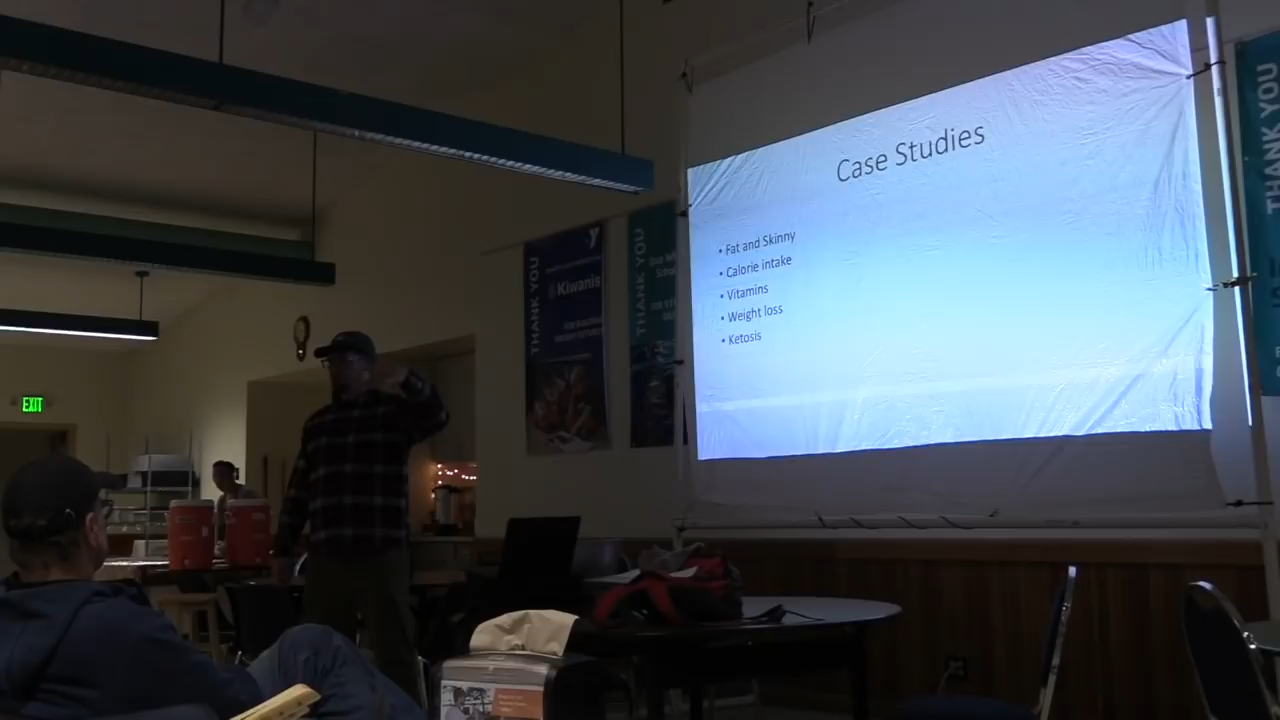 Case Studies
• Fat and Skinny
• Calorie intake
• Vitamins
• Weight loss
• Ketosis
THANK YOU
Kiwanis
THANK YOU
THANK YOU
EXIT